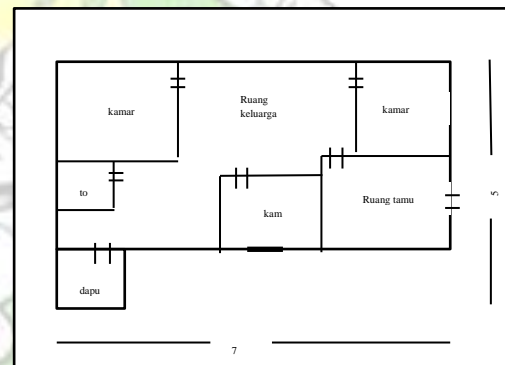 kamar
Ruang
keluarga
kamar
to
kam
Ruang tamu
5
dapu
7